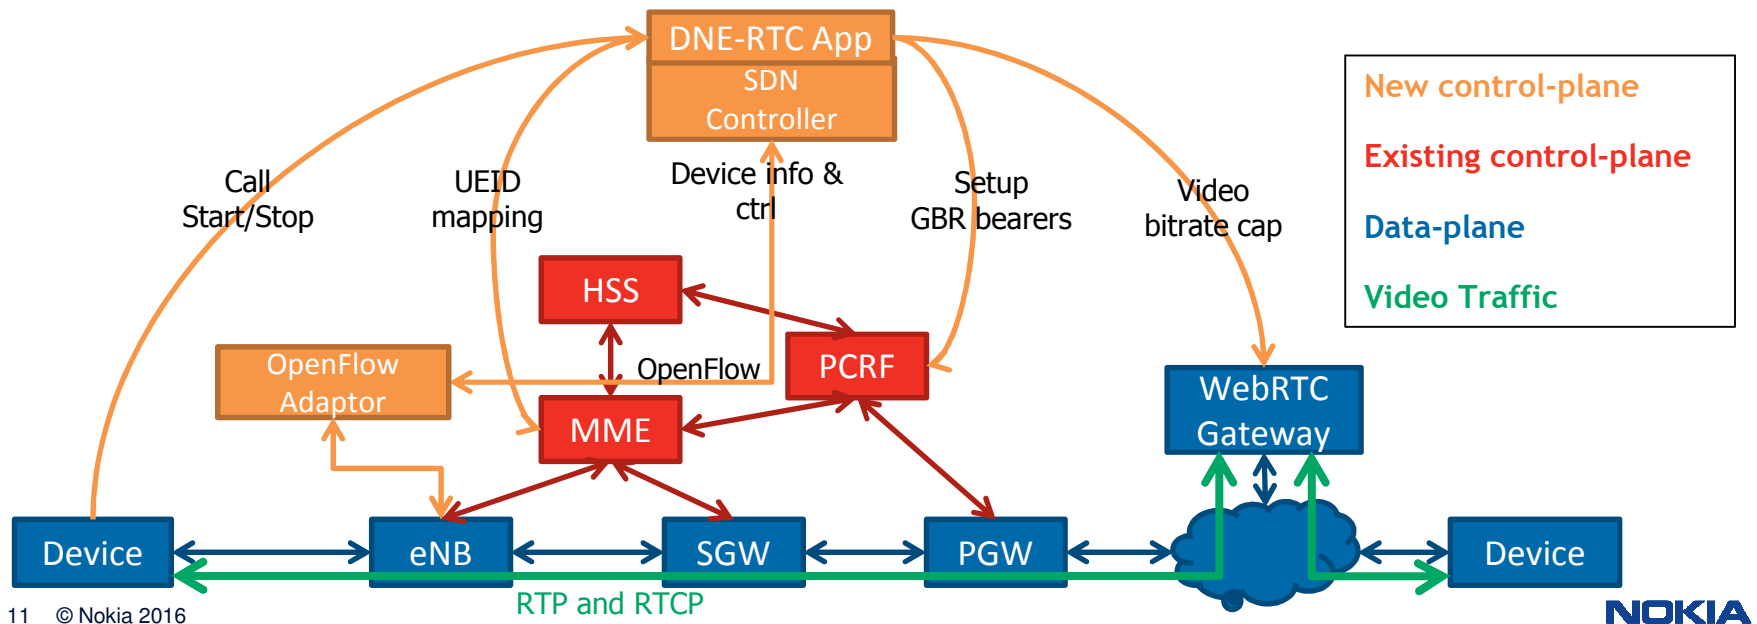 DNE-RTC App
SDN
Controller
New control-plane
Existing control-plane
Data-plane
Video Traffic
Call
Start/Stop
UEID
mapping
Device info &
ctrl
Setup
GBR bearers
Video
bitrate cap
HSS
OpenFlow
Adaptor
OpenFlow
PCRF
MME
WebRTC
Gateway
Device
eNB
SGW
PGW
Device
RTP and RTCP
11 © Nokia 2016
NOKIA